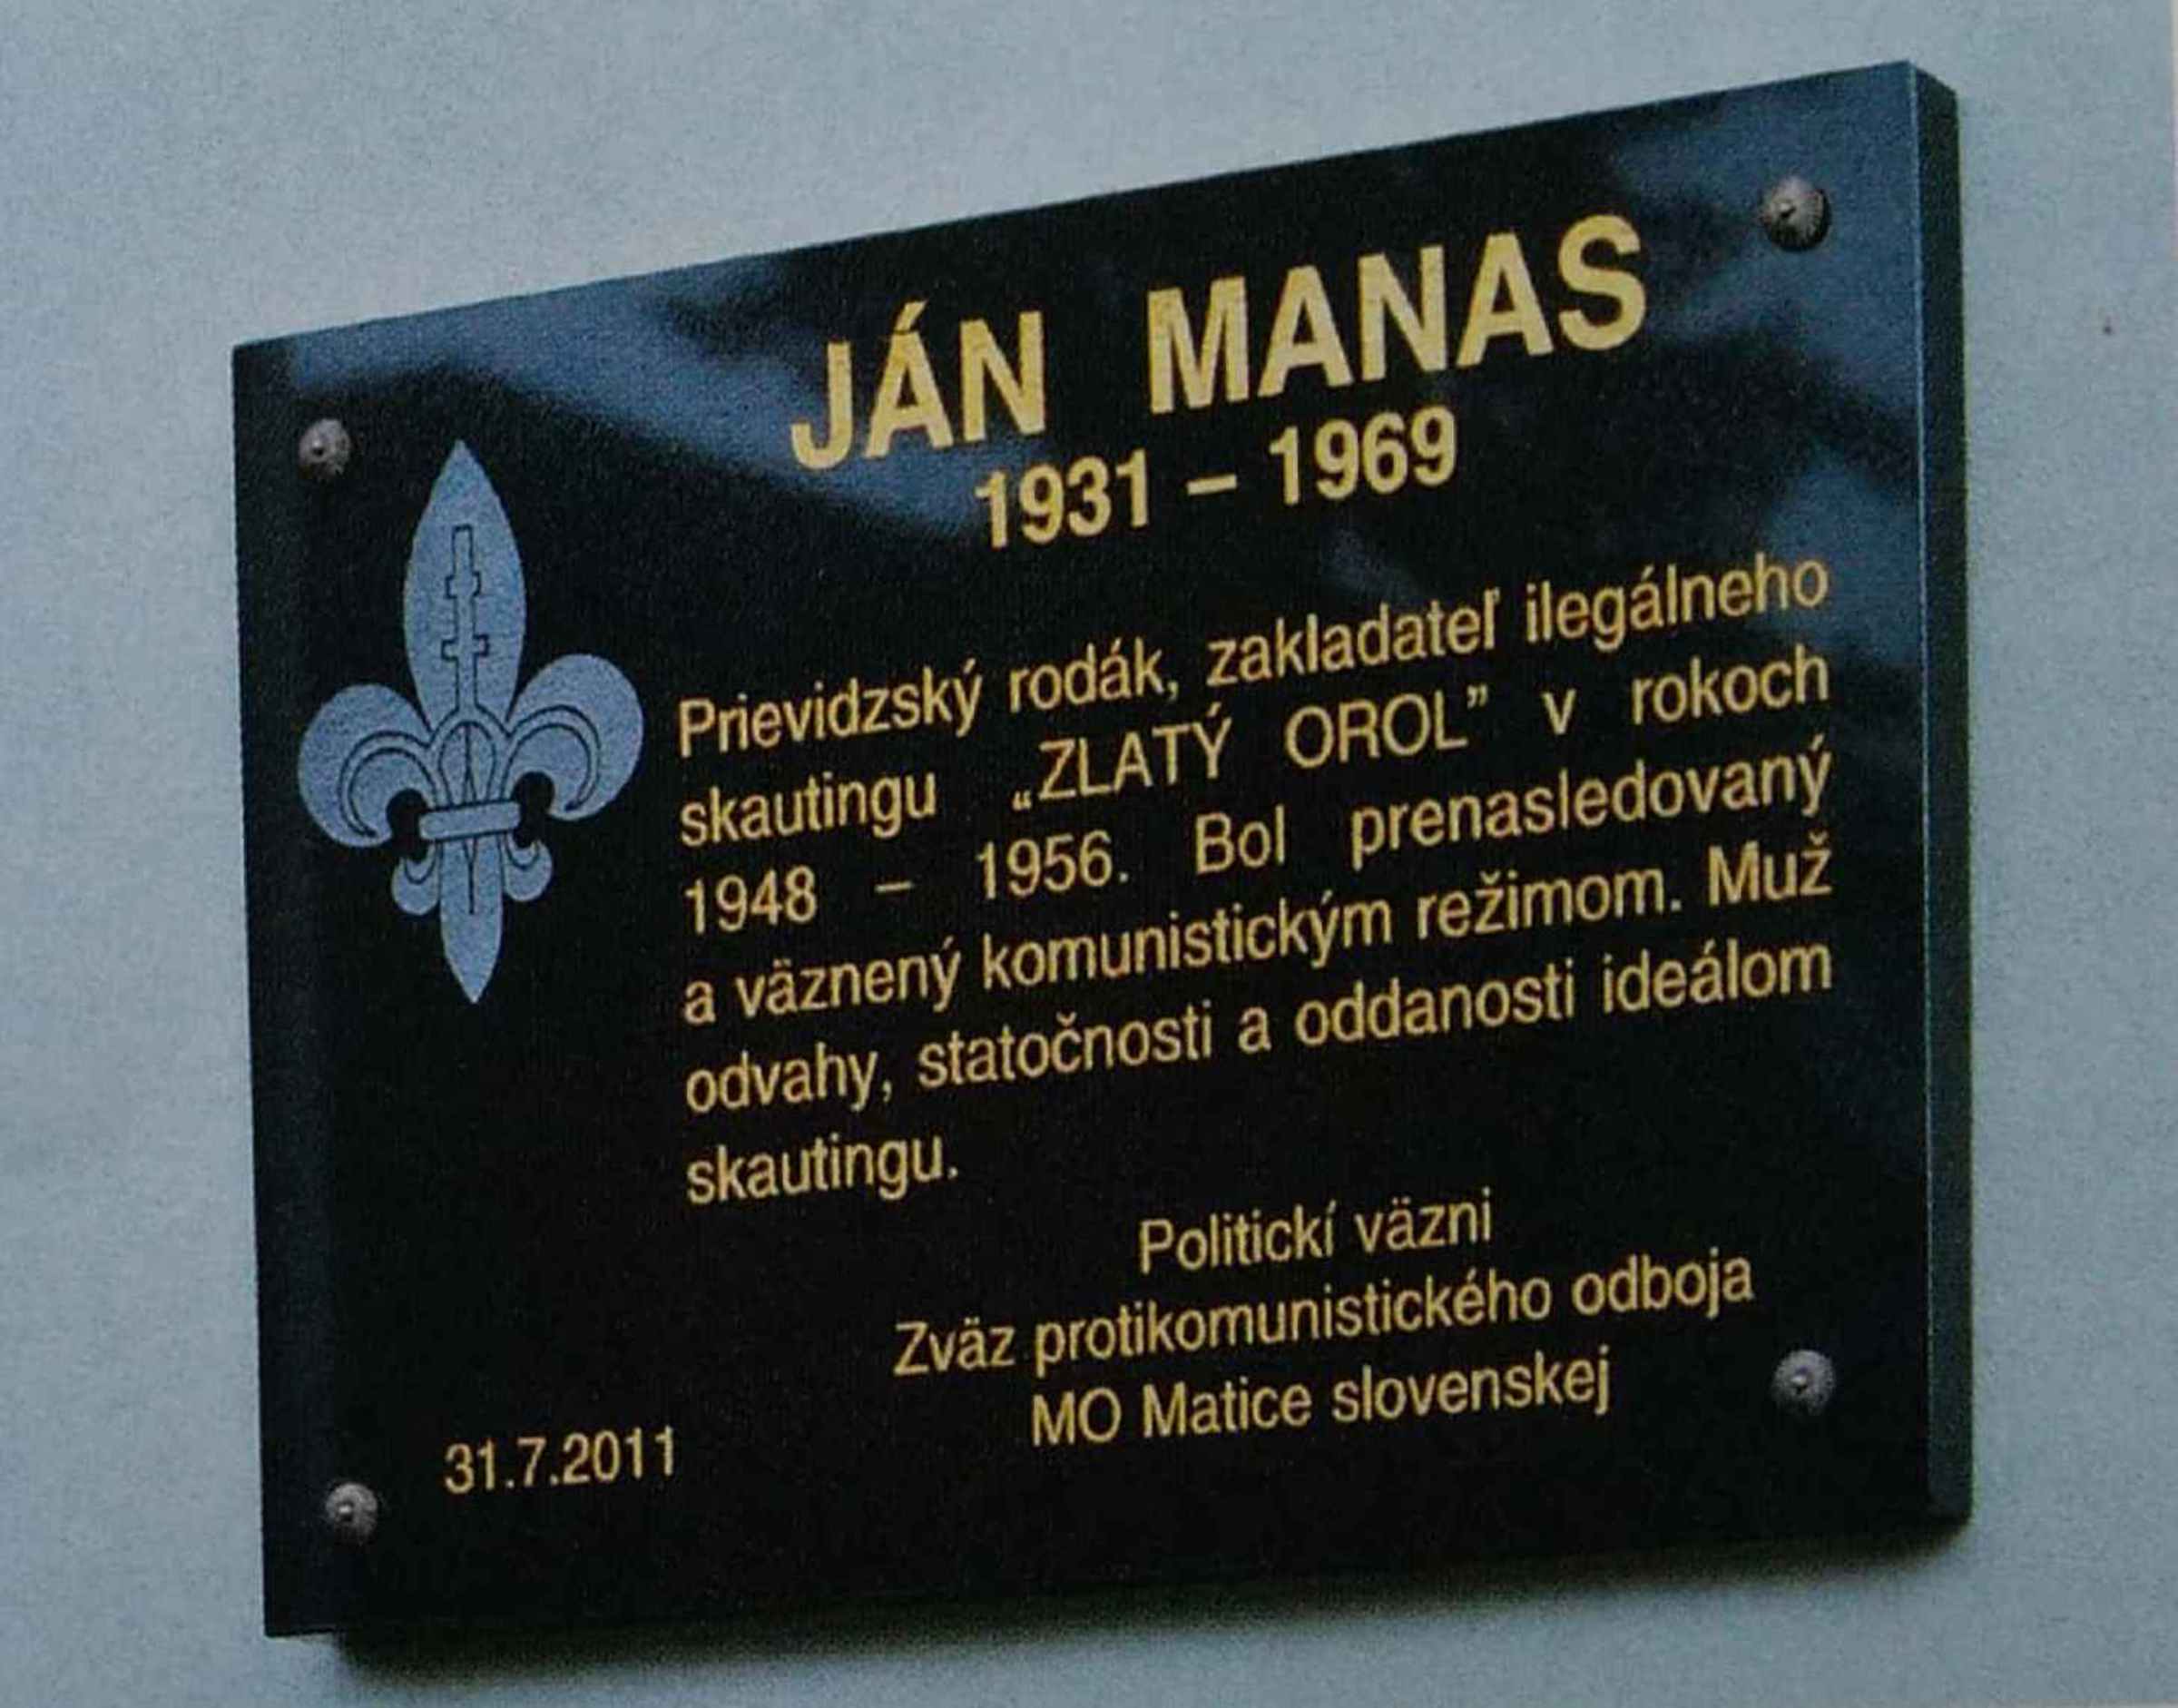 JÁN MANAS
1931 – 1969
Prievidzský rodák, zakladateľ ilegálneho
skautingu „ZLATÝ OROL” v rokoch
1948 – 1956. Bol prenasledovaný
a väznený komunistickým režimom. Muž
odvahy, statočnosti a oddanosti ideálom
skautingu.
Politickí väzni
Zväz protikomunistického odboja
MO Matice slovenskej
31.7.2011